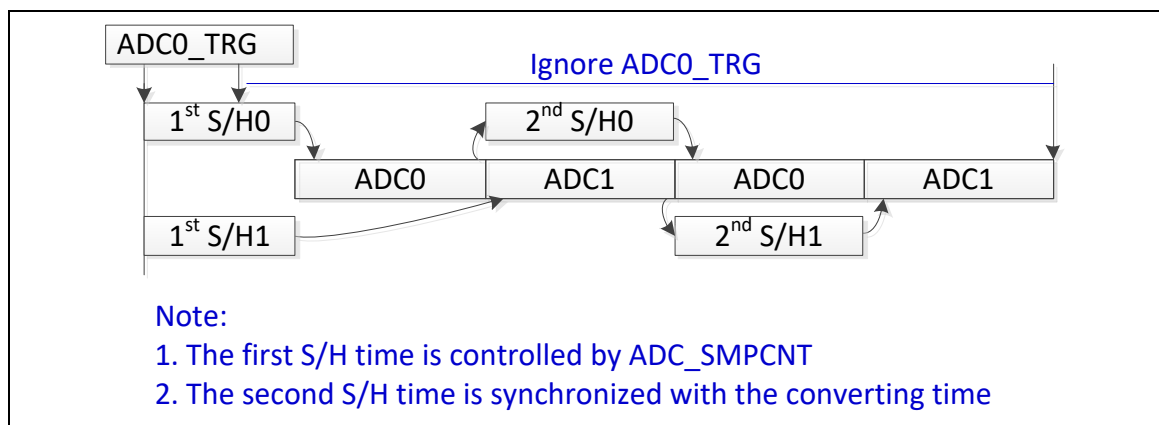 ADC0_TRG
Ignore ADC0_TRG
1st S/H0
2nd S/H0
ADC0 ADC1 ADC0 ADC1
1st S/H1
2nd S/H1
Note:
1. The first S/H time is controlled by ADC_SMPCNT
2. The second S/H time is synchronized with the converting time